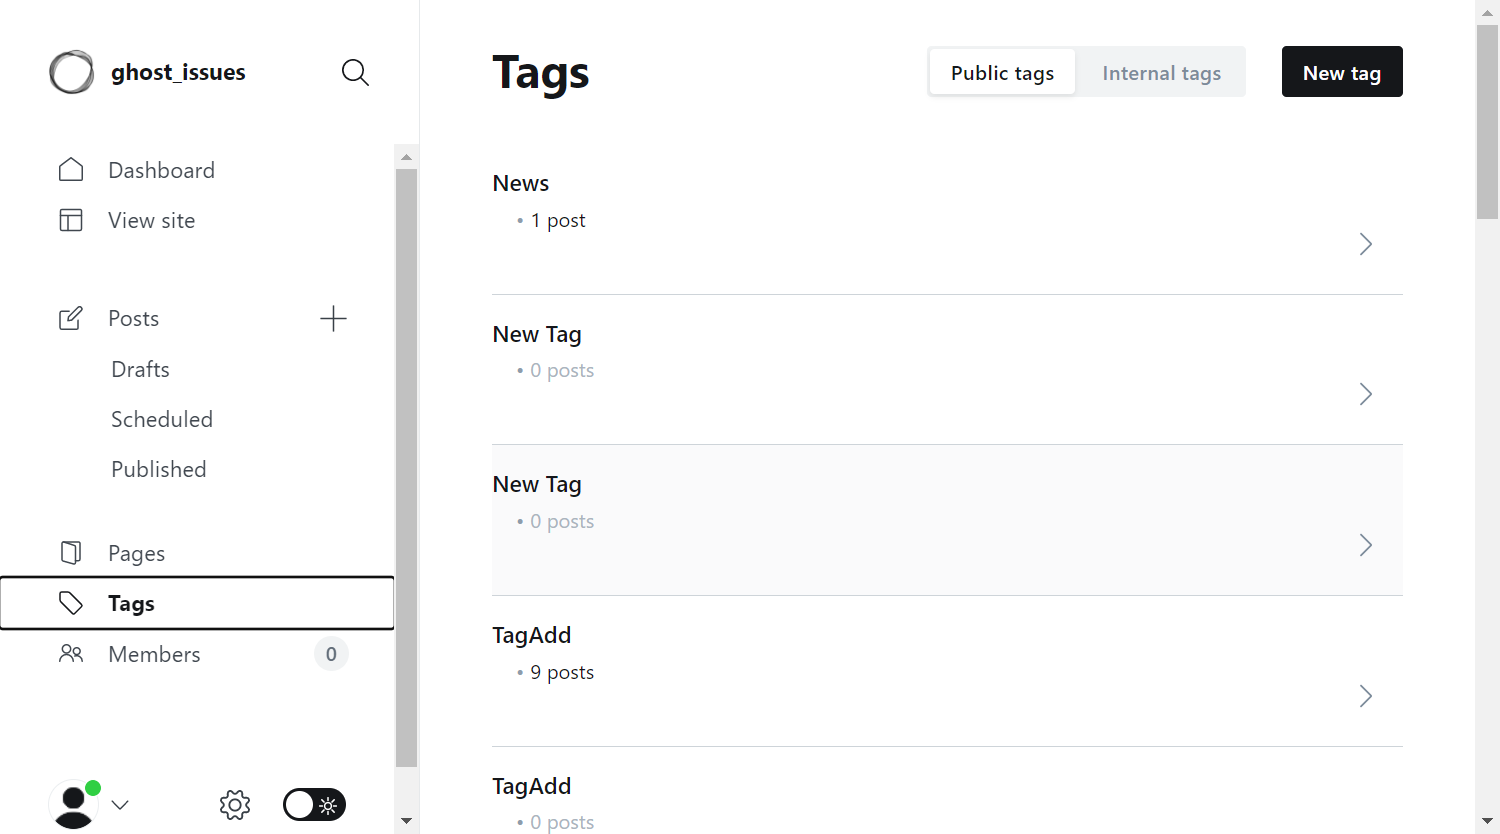 ghost_issues
Dashboard
View site
Posts
Drafts
Scheduled
Published
Pages
Tags
Members 0
Tags
Public tags Internal tags New tag
News
• 1 post
New Tag
• 0 posts
New Tag
• 0 posts
TagAdd
• 9 posts
TagAdd
• 0 posts